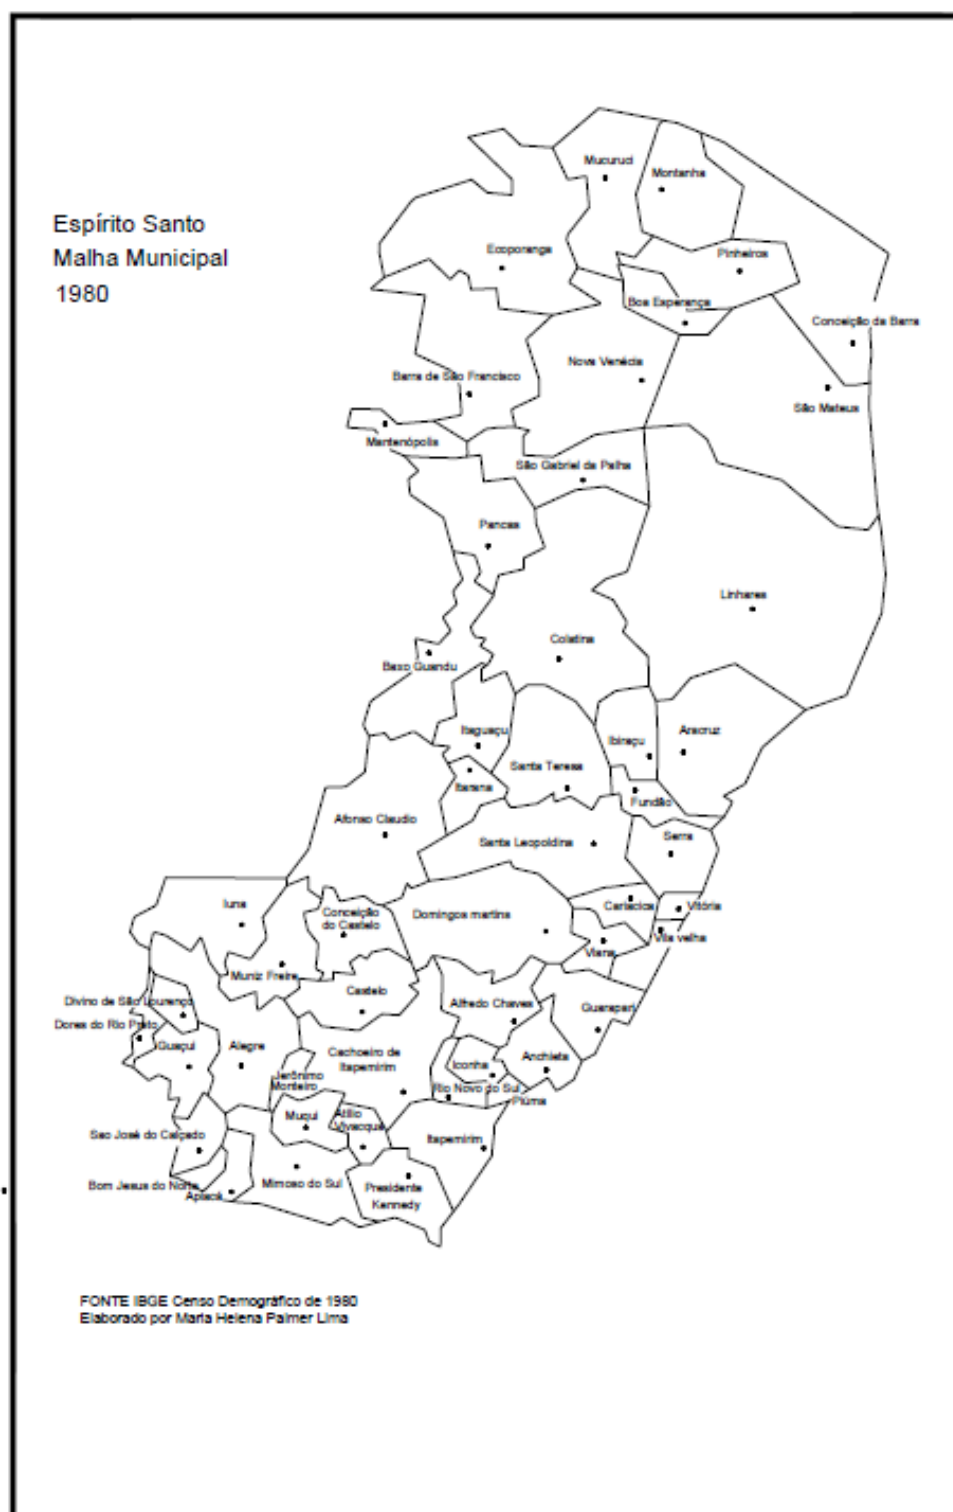 Espírito Santo
Malha Municipal
1980
Mucurucl
Montanha
Ecoporanga
Pinheiros
Boa Esperança
Conceição da Barra
Nova Venécia
Barra de São Francisco
São Mateus
Mantenópolis
São Gabriel da Palha
Pancas
Linhares
Colatina
Baxo Guandu
Itaguaçu
Ibiraçu
Aracruz
Santa Teresa
Itarana
Fundão
Afonso Claudio
Santa Leopoldina
Serra
Iuna
Conceição
do Castelo
Domingos martins
Cariacica
Vitória
Vila velha
Viana
Muniz Freire
Castelo
Alfredo Chaves
Guarapari
Divino de São Lourenço
Dores do Rio Preto
Guaçui
Alegre
Cachoeiro de
Itapemirim
Jerônimo
Monteiro
Iconha
Anchieta
Rio Novo do Sul
Piúma
Muqui
Atílio
Vivacqua
Itapemirim
Sao José do Calçado
Bom Jesus do Norte
Apiacá
Mimoso do Sul
Presidente
Kennedy
FONTE IBGE Censo Demográfico de 1980
Elaborado por Maria Helena Palmer Lima